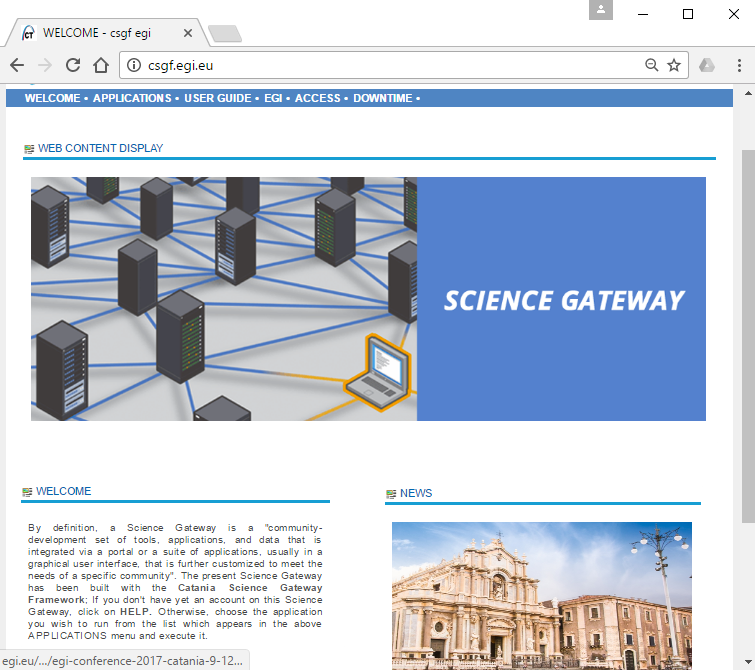 WELCOME - csgf egi
csgf.egi.eu
WELCOME • APPLICATIONS • USER GUIDE • EGI • ACCESS • DOWNTIME •
WEB CONTENT DISPLAY
SCIENCE GATEWAY
WELCOME
By definition, a Science Gateway is a "community-
development set of tools, applications, and data that is
integrated via a portal or a suite of applications, usually in a
graphical user interface, that is further customized to meet the
needs of a specific community". The present Science Gateway
has been built with the Catania Science Gateway
Framework; If you don't have yet an account on this Science
Gateway, click on HELP. Otherwise, choose the application
you wish to run from the list which appears in the above
APPLICATIONS menu and execute it.
NEWS
egi.eu/.../egi-conference-2017-catania-9-12...